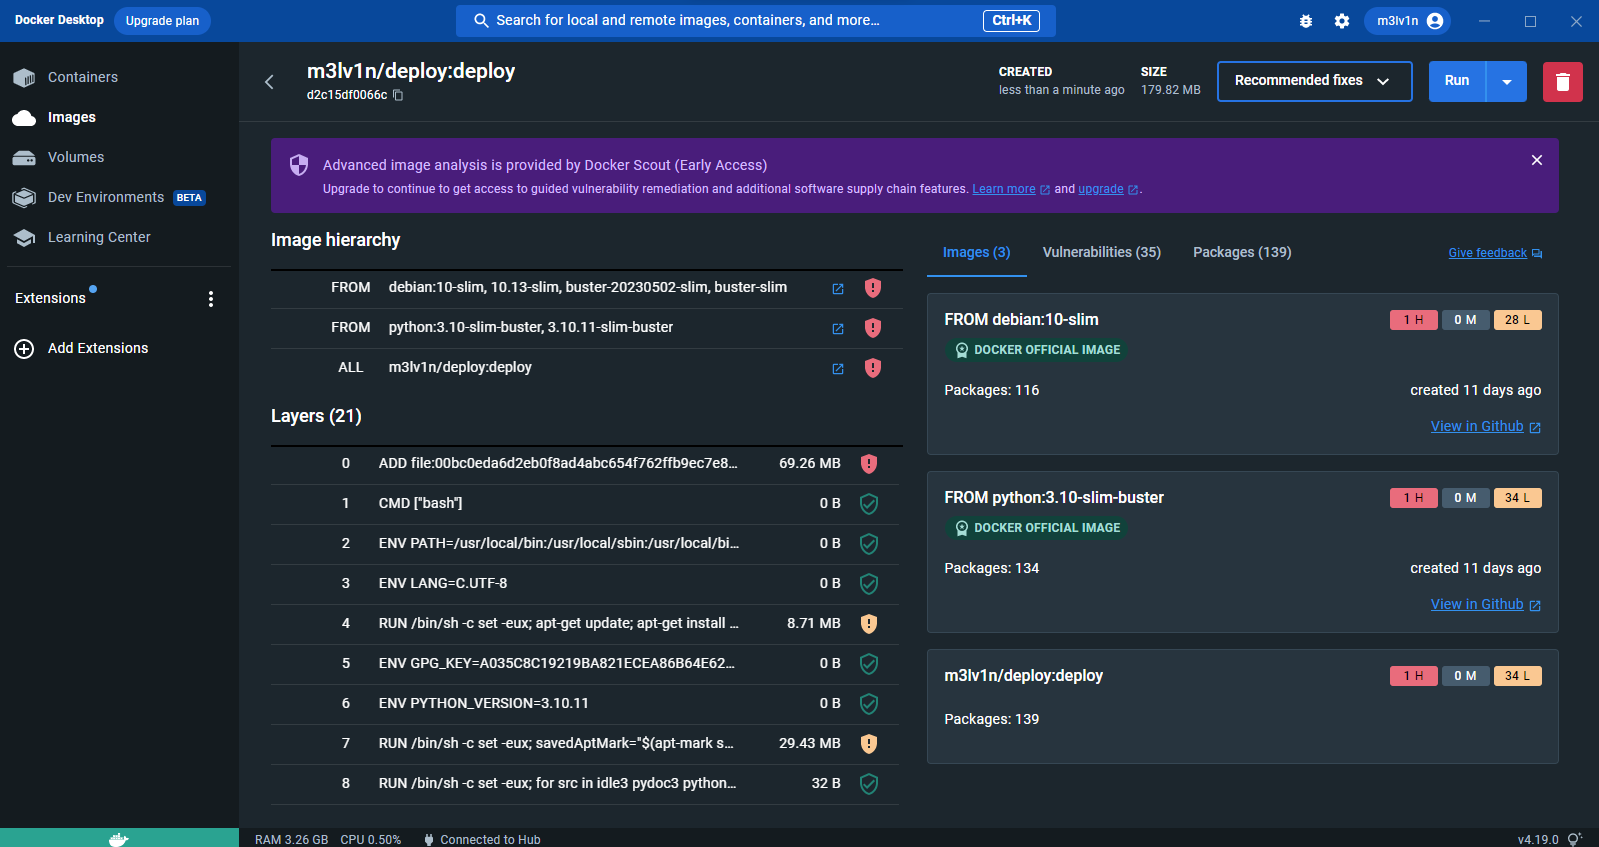 Docker Desktop
Upgrade plan
Search for local and remote images, containers, and more...
Ctrl+K
m3lv1n
Containers
Images
Volumes
Dev Environments BETA
Learning Center
Extensions
Add Extensions
m3lv1n/deploy:deploy
d2c15df0066c
CREATED
less than a minute ago
SIZE
179.82 MB
Recommended fixes
Run
Advanced image analysis is provided by Docker Scout (Early Access)
Upgrade to continue to get access to guided vulnerability remediation and additional software supply chain features. Learn more and upgrade.
Image hierarchy
FROM debian:10-slim, 10.13-slim, buster-20230502-slim, buster-slim
FROM python:3.10-slim-buster, 3.10.11-slim-buster
ALL m3lv1n/deploy:deploy
Layers (21)
0 ADD file:00bc0eda6d2eb0f8ad4abc654f762ffb9ec7e8... 69.26 MB
1 CMD ["bash"] 0 B
2 ENV PATH=/usr/local/bin:/usr/local/sbin:/usr/local/bi... 0 B
3 ENV LANG=C.UTF-8 0 B
4 RUN /bin/sh -c set -eux; apt-get update; apt-get install ... 8.71 MB
5 ENV GPG_KEY=A035C8C19219BA821ECEA86B64E62... 0 B
6 ENV PYTHON_VERSION=3.10.11 0 B
7 RUN /bin/sh -c set -eux; savedAptMark="$(apt-mark s... 29.43 MB
8 RUN /bin/sh -c set -eux; for src in idle3 pydoc3 python... 32 B
Images (3)
Vulnerabilities (35)
Packages (139)
Give feedback
FROM debian:10-slim
1 H 0 M 28 L
DOCKER OFFICIAL IMAGE
Packages: 116
created 11 days ago
View in Github
FROM python:3.10-slim-buster
1 H 0 M 34 L
DOCKER OFFICIAL IMAGE
Packages: 134
created 11 days ago
View in Github
m3lv1n/deploy:deploy
1 H 0 M 34 L
Packages: 139
RAM 3.26 GB CPU 0.50% Connected to Hub
v4.19.0